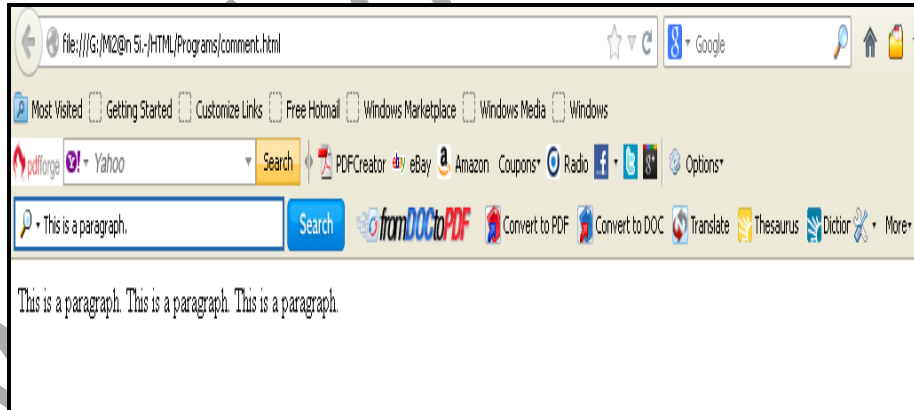 file:///G:/Mi2@n 5i.-/HTML/Programs/comment.html Google
Most Visited Getting Started Customize Links Free Hotmail Windows Marketplace Windows Media Windows
pdfforge Y! Yahoo Search PDFCreator ebY eBay a Amazon Coupons Radio f g+ Options
This is a paragraph. Search fromDOCtoPDF Convert to PDF Convert to DOC Translate Thesaurus Dictior More
This is a paragraph. This is a paragraph. This is a paragraph.